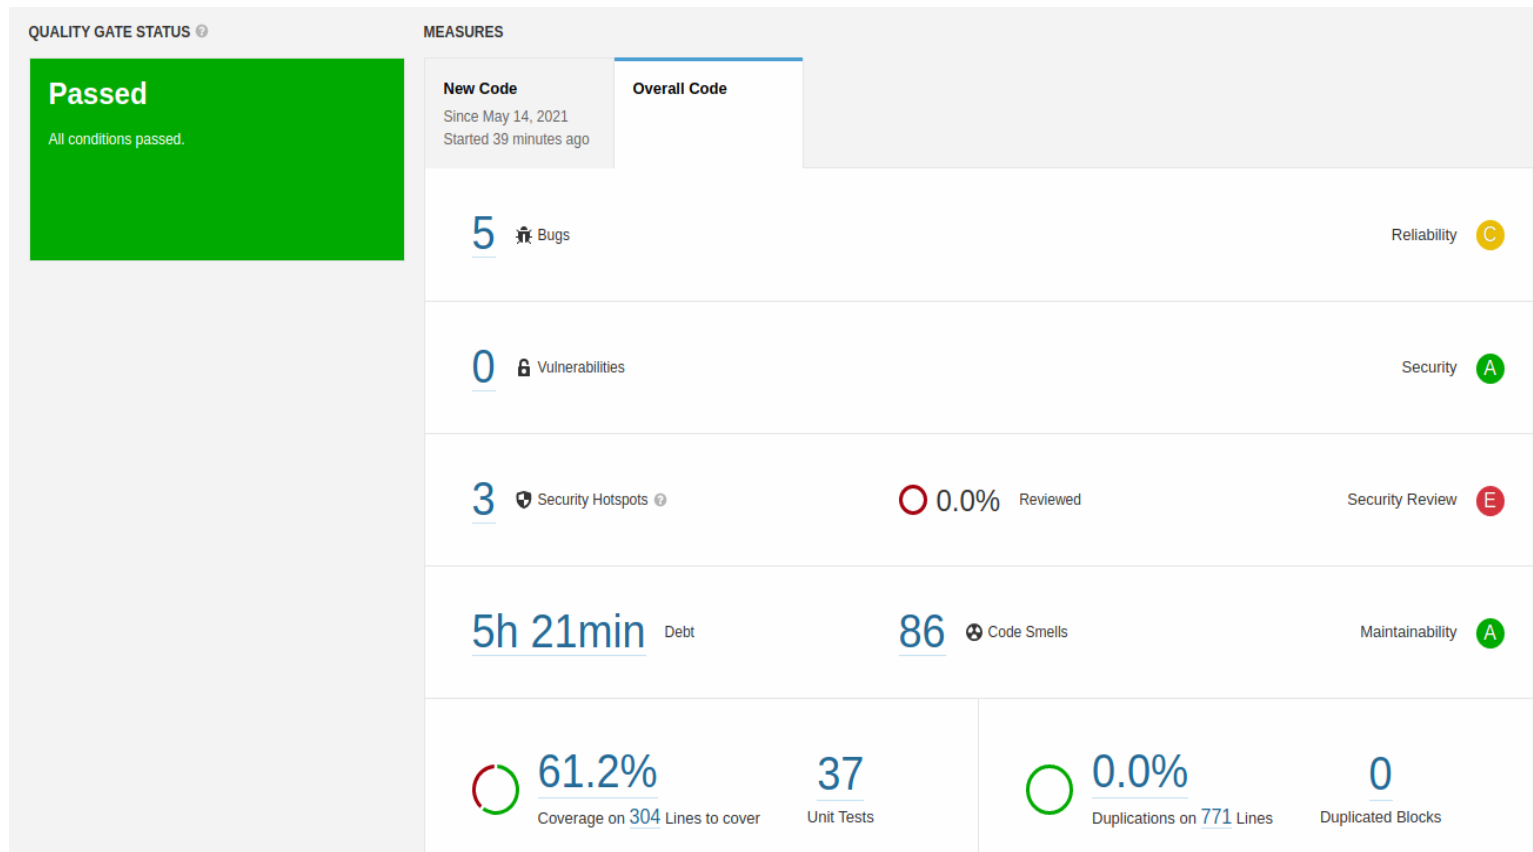 QUALITY GATE STATUS ?
Passed
All conditions passed.
MEASURES
New Code
Since May 14, 2021
Started 39 minutes ago
Overall Code
5 Bugs
Reliability C
0 Vulnerabilities
Security A
3 Security Hotspots ?
0.0% Reviewed
Security Review E
5h 21min Debt
86 Code Smells
Maintainability A
61.2%
Coverage on 304 Lines to cover
37
Unit Tests
0.0%
Duplications on 771 Lines
0
Duplicated Blocks